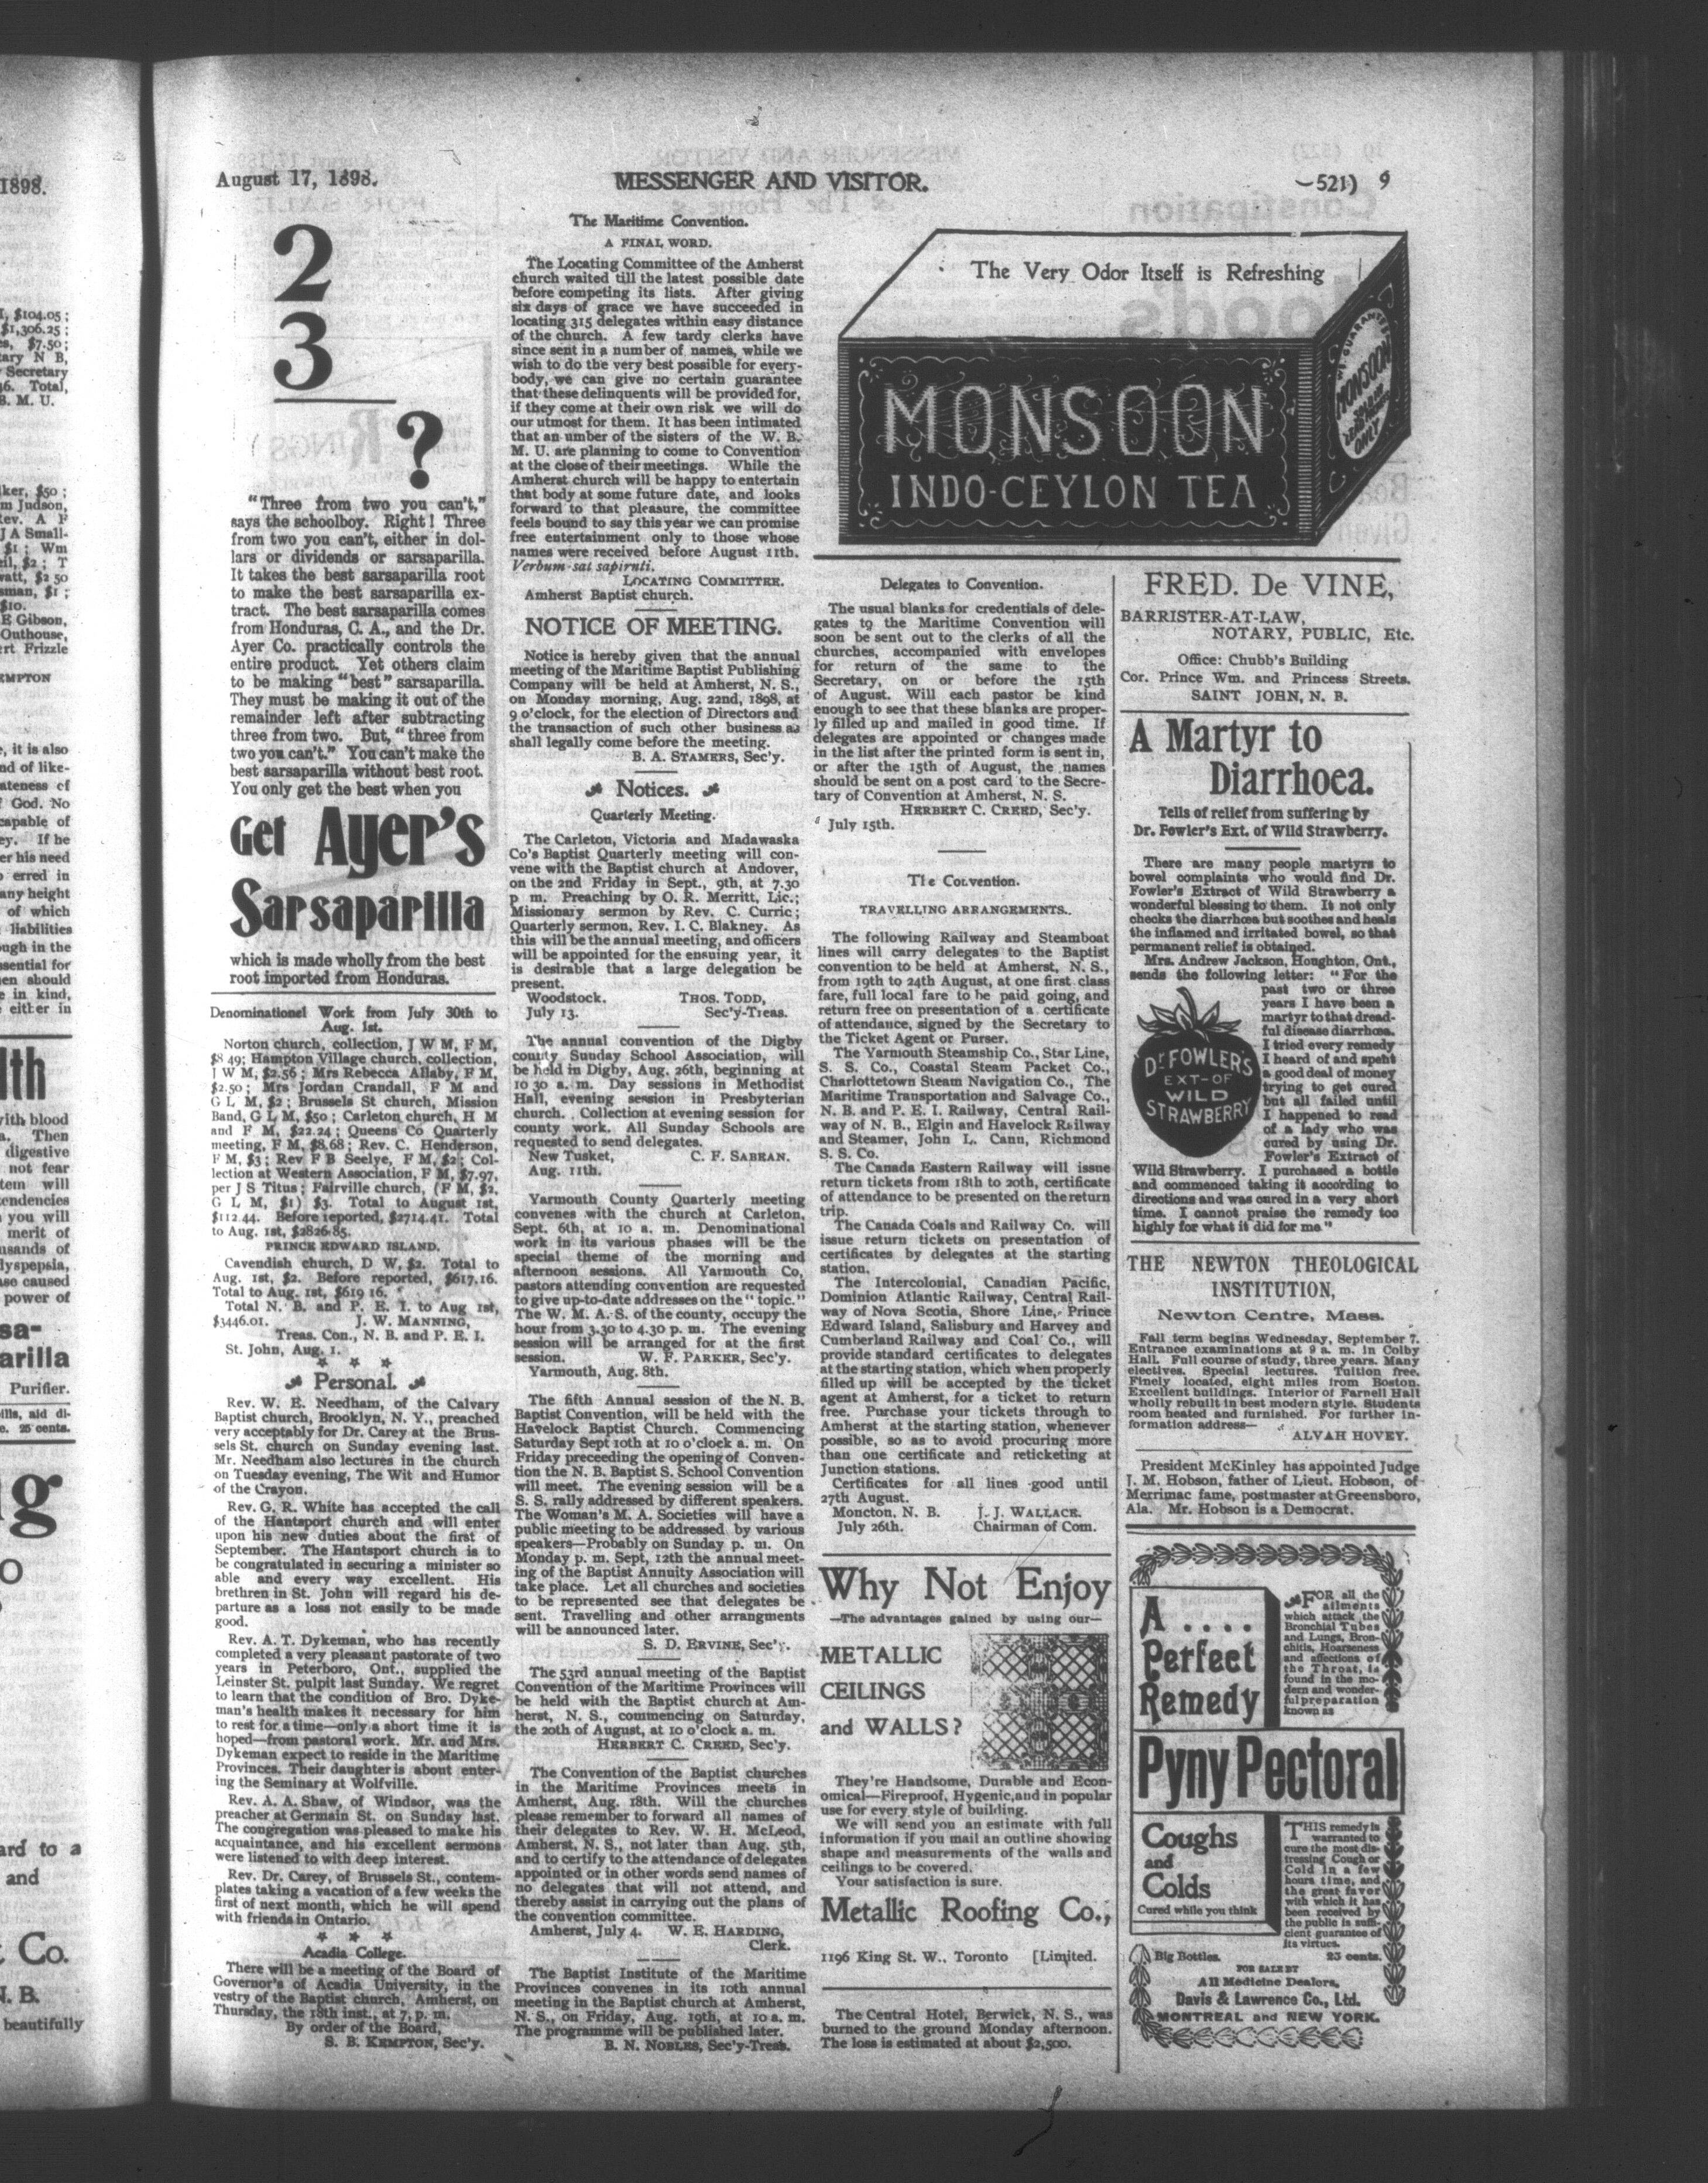 August 17, 1898.
MESSENGER AND VISITOR.
521) 9
2
3
?
"Three from two you can't,"
says the schoolboy. Right! Three
from two you can't, either in dol-
lars or dividends or sarsaparilla.
It takes the best sarsaparilla root
to make the best sarsaparilla ex-
tract. The best sarsaparilla comes
from Honduras, C. A., and the Dr.
Ayer Co. practically controls the
entire product. Yet others claim
to be making "best" sarsaparilla.
They must be making it out of the
remainder left after subtracting
three from two. But, "three from
two you can't." You can't make the
best sarsaparilla without best root.
You only get the best when you
Get Ayer's
Sarsaparilla
which is made wholly from the best
root imported from Honduras.
Denominationel Work from July 30th to
Aug. 1st.
Norton church, collection, J W M, F M,
$8 49; Hampton Village church, collection,
J W M, $2.56; Mrs Rebecca Allaby, F M,
$2.50; Mrs Jordan Crandall, F M and
G L M, $2; Brussels St church, Mission
Band, G L M, $50; Carleton church, H M
and F M, $22.24; Queens Co Quarterly
meeting, F M, $8.68; Rev. C. Henderson,
F M, $3; Rev F B Seelye, F M, $2; Col-
lection at Western Association, F M, $7.97,
per J S Titus; Fairville church, (F M, $2,
G L M, $1) $3. Total to August 1st,
$112.44. Before reported, $2714.41. Total
to Aug. 1st, $2826.85.
PRINCE EDWARD ISLAND.
Cavendish church, D W, $2. Total to
Aug. 1st, $2. Before reported, $617.16.
Total to Aug. 1st, $619 16.
Total N. B. and P. E. I. to Aug 1st,
$3446.01. J. W. MANNING,
Treas. Con., N. B. and P. E. I.
St. John, Aug. 1.
Personal.
Rev. W. E. Needham, of the Calvary
Baptist church, Brooklyn, N. Y., preached
very acceptably for Dr. Carey at the Brus-
sels St. church on Sunday evening last.
Mr. Needham also lectures in the church
on Tuesday evening, The Wit and Humor
of the Crayon.
Rev. G. R. White has accepted the call
of the Hantsport church and will enter
upon his new duties about the first of
September. The Hantsport church is to
be congratulated in securing a minister so
able and every way excellent. His
brethren in St. John will regard his de-
parture as a loss not easily to be made
good.
Rev. A. T. Dykeman, who has recently
completed a very pleasant pastorate of two
years in Peterboro, Ont., supplied the
Leinster St. pulpit last Sunday. We regret
to learn that the condition of Bro. Dyke-
man's health makes it necessary for him
to rest for a time—only a short time it is
hoped—from pastoral work. Mr. and Mrs.
Dykeman expect to reside in the Maritime
Provinces. Their daughter is about enter-
ing the Seminary at Wolfville.
Rev. A. A. Shaw, of Windsor, was the
preacher at Germain St. on Sunday last.
The congregation was pleased to make his
acquaintance, and his excellent sermons
were listened to with deep interest.
Rev. Dr. Carey, of Brussels St., contem-
plates taking a vacation of a few weeks the
first of next month, which he will spend
with friends in Ontario.
Acadia College.
There will be a meeting of the Board of
Governor's of Acadia University, in the
vestry of the Baptist church, Amherst, on
Thursday, the 18th inst., at 7, p. m.
By order of the Board,
S. B. KEMPTON, Sec'y.
The Maritime Convention.
A FINAL WORD.
The Locating Committee of the Amherst
church waited till the latest possible date
before competing its lists. After giving
six days of grace we have succeeded in
locating 315 delegates within easy distance
of the church. A few tardy clerks have
since sent in a number of names, while we
wish to do the very best possible for every-
body, we can give no certain guarantee
that these delinquents will be provided for,
if they come at their own risk we will do
our utmost for them. It has been intimated
that an umber of the sisters of the W. B.
M. U. are planning to come to Convention
at the close of their meetings. While the
Amherst church will be happy to entertain
that body at some future date, and looks
forward to that pleasure, the committee
feels bound to say this year we can promise
free entertainment only to those whose
names were received before August 11th.
Verbum sat sapirnti.
LOCATING COMMITTEE.
Amherst Baptist church.
NOTICE OF MEETING.
Notice is hereby given that the annual
meeting of the Maritime Baptist Publishing
Company will be held at Amherst, N. S.,
on Monday morning, Aug. 22nd, 1898, at
9 o'clock, for the election of Directors and
the transaction of such other business as
shall legally come before the meeting.
B. A. STAMERS, Sec'y.
Notices.
Quarterly Meeting.
The Carleton, Victoria and Madawaska
Co's Baptist Quarterly meeting will con-
vene with the Baptist church at Andover,
on the 2nd Friday in Sept., 9th, at 7.30
p m. Preaching by O. R. Merritt, Lic.;
Missionary sermon by Rev. C. Curric;
Quarterly sermon, Rev. I. C. Blakney. As
this will be the annual meeting, and officers
will be appointed for the ensuing year, it
is desirable that a large delegation be
present.
Woodstock. THOS. TODD,
July 13. Sec'y-Treas.
The annual convention of the Digby
county Sunday School Association, will
be held in Digby, Aug. 26th, beginning at
10 30 a. m. Day sessions in Methodist
Hall, evening session in Presbyterian
church. Collection at evening session for
county work. All Sunday Schools are
requested to send delegates.
New Tusket, C. F. SABEAN.
Aug. 11th.
Yarmouth County Quarterly meeting
convenes with the church at Carleton,
Sept. 6th, at 10 a. m. Denominational
work in its various phases will be the
special theme of the morning and
afternoon sessions. All Yarmouth Co,
pastors attending convention are requested
to give up-to-date addresses on the "topic."
The W. M. A. S. of the county, occupy the
hour from 3.30 to 4.30 p. m. The evening
session will be arranged for at the first
session. W. F. PARKER, Sec'y.
Yarmouth, Aug. 8th.
The fifth Annual session of the N. B.
Baptist Convention, will be held with the
Havelock Baptist Church. Commencing
Saturday Sept 10th at 10 o'clock a. m. On
Friday preceeding the opening of Conven-
tion the N. B. Baptist S. School Convention
will meet. The evening session will be a
S. S. rally addressed by different speakers.
The Woman's M. A. Societies will have a
public meeting to be addressed by various
speakers—Probably on Sunday p. m. On
Monday p. m. Sept, 12th the annual meet-
ing of the Baptist Annuity Association will
take place. Let all churches and societies
to be represented see that delegates be
sent. Travelling and other arrangments
will be announced later.
S. D. ERVINE, Sec'y.
The 53rd annual meeting of the Baptist
Convention of the Maritime Provinces will
be held with the Baptist church at Am-
herst, N. S., commencing on Saturday,
the 20th of August, at 10 o'clock a. m.
HERBERT C. CREED, Sec'y.
The Convention of the Baptist churches
in the Maritime Provinces meets in
Amherst, Aug. 18th. Will the churches
please remember to forward all names of
their delegates to Rev. W. H. McLeod,
Amherst, N. S., not later than Aug. 5th,
and to certify to the attendance of delegates
appointed or in other words send names of
no delegates that will not attend, and
thereby assist in carrying out the plans of
the convention committee.
Amherst, July 4. W. E. HARDING,
Clerk.
The Baptist Institute of the Maritime
Provinces convenes in its 10th annual
meeting in the Baptist church at Amherst,
N. S., on Friday, Aug. 19th, at 10 a. m.
The programme will be published later.
B. N. NOBLES, Sec'y-Treas.
The Very Odor Itself is Refreshing
MONSOON
INDO-CEYLON TEA
GUARANTEE
MONSOON
ONLY
Delegates to Convention.
The usual blanks for credentials of dele-
gates to the Maritime Convention will
soon be sent out to the clerks of all the
churches, accompanied with envelopes
for return of the same to the
Secretary, on or before the 15th
of August. Will each pastor be kind
enough to see that these blanks are proper-
ly filled up and mailed in good time. If
delegates are appointed or changes made
in the list after the printed form is sent in,
or after the 15th of August, the names
should be sent on a post card to the Secre-
tary of Convention at Amherst, N. S.
HERBERT C. CREED, Sec'y.
July 15th.
The Convention.
TRAVELLING ARRANGEMENTS.
The following Railway and Steamboat
lines will carry delegates to the Baptist
convention to be held at Amherst, N. S.,
from 19th to 24th August, at one first class
fare, full local fare to be paid going, and
return free on presentation of a certificate
of attendance, signed by the Secretary to
the Ticket Agent or Purser.
The Yarmouth Steamship Co., Star Line,
S. S. Co., Coastal Steam Packet Co.,
Charlottetown Steam Navigation Co., The
Maritime Transportation and Salvage Co.,
N. B. and P. E. I. Railway, Central Rail-
way of N. B., Elgin and Havelock Railway
and Steamer, John L. Cann, Richmond
S. S. Co.
The Canada Eastern Railway will issue
return tickets from 18th to 20th, certificate
of attendance to be presented on the return
trip.
The Canada Coals and Railway Co. will
issue return tickets on presentation of
certificates by delegates at the starting
station.
The Intercolonial, Canadian Pacific,
Dominion Atlantic Railway, Central Rail-
way of Nova Scotia, Shore Line, Prince
Edward Island, Salisbury and Harvey and
Cumberland Railway and Coal Co., will
provide standard certificates to delegates
at the starting station, which when properly
filled up will be accepted by the ticket
agent at Amherst, for a ticket to return
free. Purchase your tickets through to
Amherst at the starting station, whenever
possible, so as to avoid procuring more
than one certificate and reticketing at
Junction stations.
Certificates for all lines good until
27th August.
Moncton, N. B. J. J. WALLACE.
July 26th. Chairman of Com.
Why Not Enjoy
—The advantages gained by using our—
METALLIC
CEILINGS
and WALLS?
They're Handsome, Durable and Econ-
omical—Fireproof, Hygenic, and in popular
use for every style of building.
We will send you an estimate with full
information if you mail an outline showing
shape and measurements of the walls and
ceilings to be covered.
Your satisfaction is sure.
Metallic Roofing Co.,
1196 King St. W., Toronto [Limited.
The Central Hotel, Berwick, N. S., was
burned to the ground Monday afternoon.
The loss is estimated at about $2,500.
FRED. De VINE,
BARRISTER-AT-LAW,
NOTARY, PUBLIC, Etc.
Office: Chubb's Building
Cor. Prince Wm. and Princess Streets.
SAINT JOHN, N. B.
A Martyr to
Diarrhoea.
Tells of relief from suffering by
Dr. Fowler's Ext. of Wild Strawberry.
There are many people martyrs to
bowel complaints who would find Dr.
Fowler's Extract of Wild Strawberry a
wonderful blessing to them. It not only
checks the diarrhœa but soothes and heals
the inflamed and irritated bowel, so that
permanent relief is obtained.
Mrs. Andrew Jackson, Houghton, Ont.,
sends the following letter: "For the
past two or three
years I have been a
martyr to that dread-
ful disease diarrhœa.
I tried every remedy
I heard of and spent
a good deal of money
trying to get cured
but all failed until
I happened to read
of a lady who was
cured by using Dr.
Fowler's Extract of
Wild Strawberry. I purchased a bottle
and commenced taking it according to
directions and was cured in a very short
time. I cannot praise the remedy too
highly for what it did for me"
DR FOWLER'S
EXT-OF
WILD
STRAWBERRY
THE NEWTON THEOLOGICAL
INSTITUTION,
Newton Centre, Mass.
Fall term begins Wednesday, September 7.
Entrance examinations at 9 a. m. in Colby
Hall. Full course of study, three years. Many
electives. Special lectures. Tuition free.
Finely located, eight miles from Boston.
Excellent buildings. Interior of Farnell Hall
wholly rebuilt in best modern style. Students
room heated and furnished. For further in-
formation address—
ALVAH HOVEY.
President McKinley has appointed Judge
J. M. Hobson, father of Lieut. Hobson, of
Merrimac fame, postmaster at Greensboro,
Ala. Mr. Hobson is a Democrat.
A ....
Perfect
Remedy
FOR all the
ailments
which attack the
Bronchial Tubes
and Lungs, Bron-
chitis, Hoarseness
and affections of
the Throat, is
found in the mo-
dern and wonder-
ful preparation
known as
Pyny Pectoral
Coughs
and
Colds
Cured while you think
THIS remedy is
warranted to
cure the most dis-
tressing Cough or
Cold in a few
hours time, and
the great favor
with which it has
been received by
the public is suffi-
cient guarantee of
its virtues.
Big Bottles. 25 cents.
FOR SALE BY
All Medicine Dealers,
Davis & Lawrence Co., Ltd.
MONTREAL and NEW YORK.